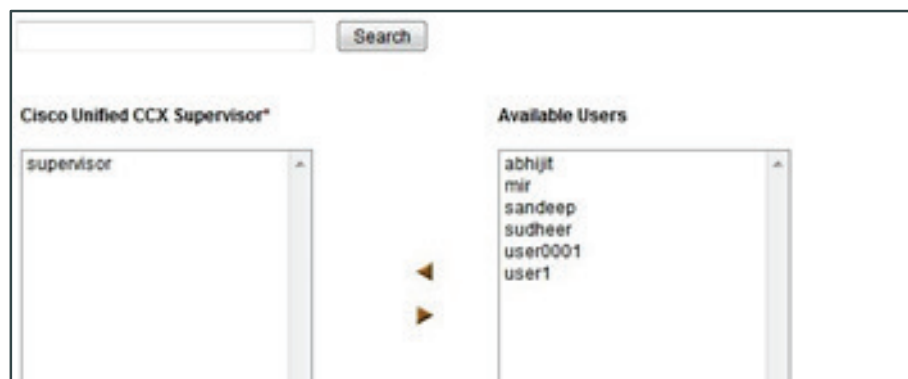 Search
Cisco Unified CCX Supervisor*
Available Users
supervisor
abhijit
mir
sandeep
sudheer
user0001
user1